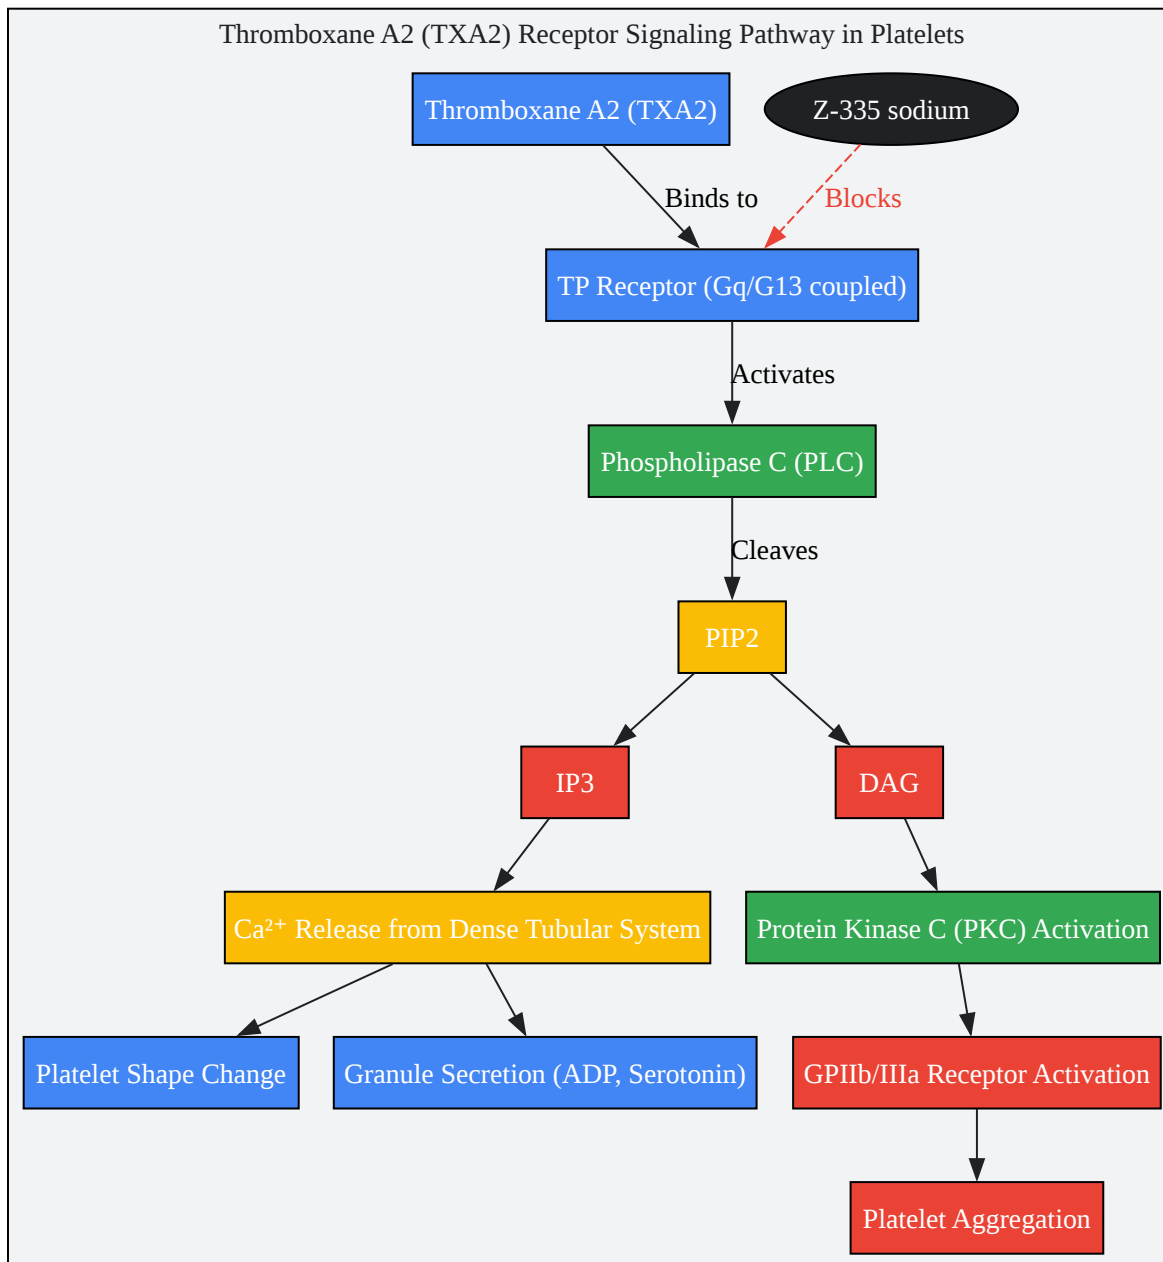 Thromboxane A2 (TXA2) Receptor Signaling Pathway in Platelets
Thromboxane A2 (TXA2)
Z-335 sodium
Binds to
Blocks
TP Receptor (Gq/G13 coupled)
Activates
Phospholipase C (PLC)
Cleaves
PIP2
IP3
DAG
Ca²⁺ Release from Dense Tubular System
Protein Kinase C (PKC) Activation
Platelet Shape Change
Granule Secretion (ADP, Serotonin)
GPIIb/IIIa Receptor Activation
Platelet Aggregation